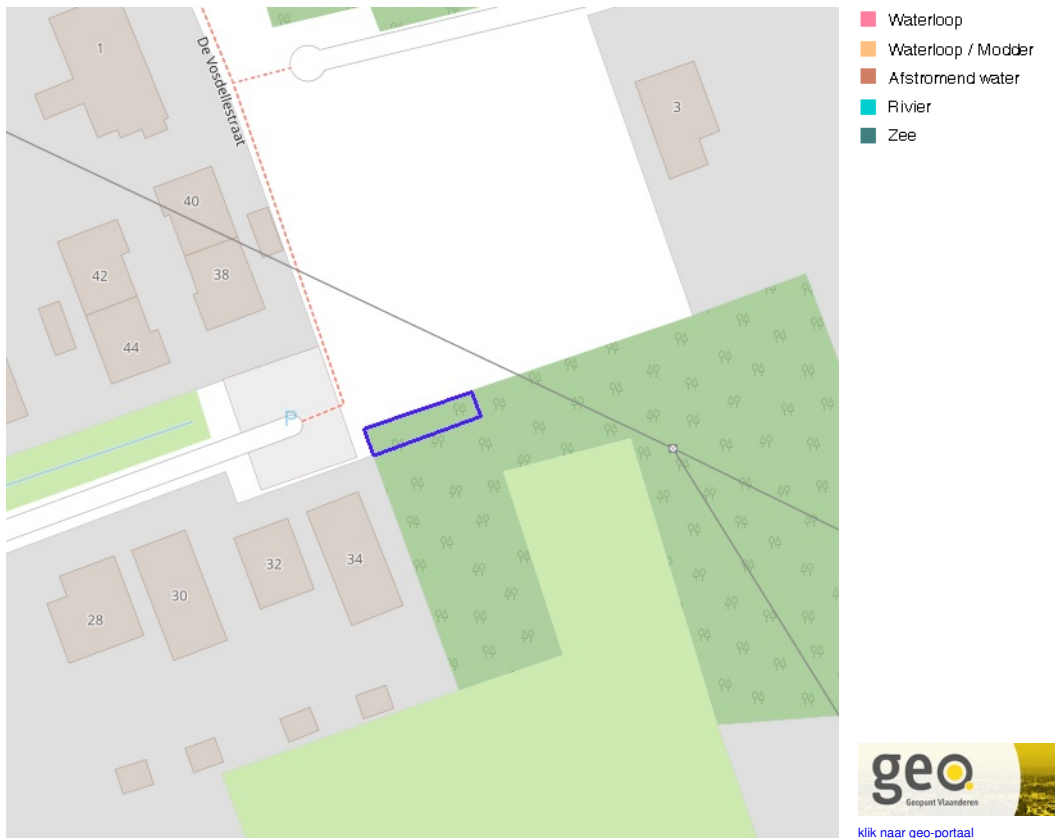 1
De Vosdellestraat
3
40
42
38
44
P
34
32
30
28
Waterloop
Waterloop / Modder
Afstromend water
Rivier
Zee
geo
Geopunt Vlaanderen
klik naar geo-portaal